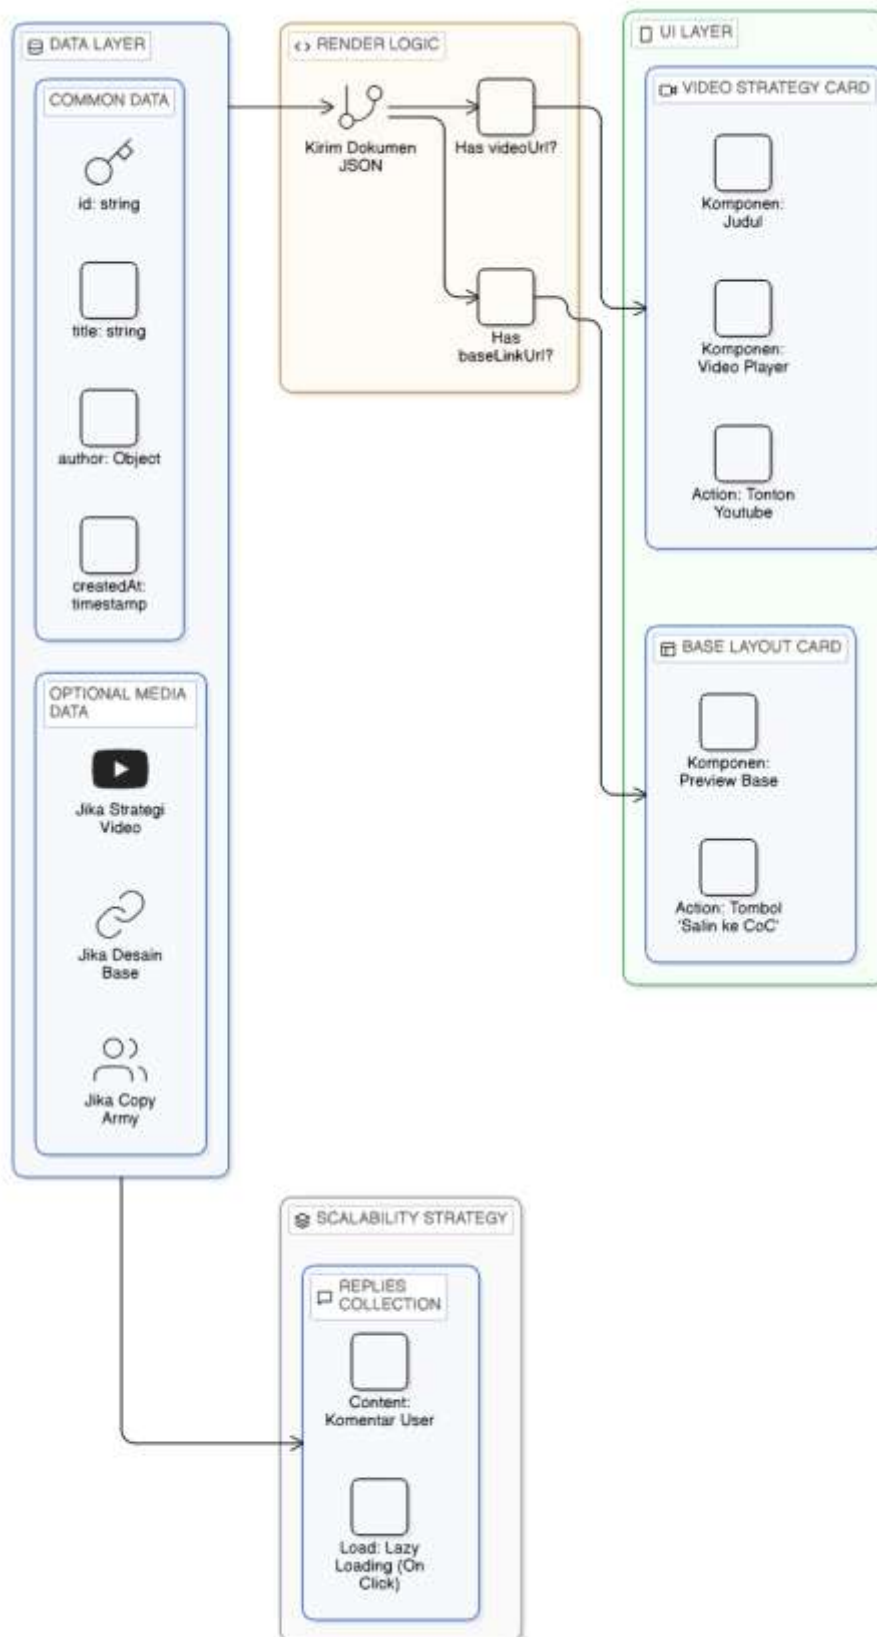 DATA LAYER
COMMON DATA
id: string
title: string
author: Object
createdAt:
timestamp
OPTIONAL MEDIA
DATA
Jika Strategi
Video
Jika Desain
Base
Jika Copy
Army
RENDER LOGIC
Kirim Dokumen
JSON
Has videoUrl?
Has
baseLinkUrl?
UI LAYER
VIDEO STRATEGY CARD
Komponen:
Judul
Komponen:
Video Player
Action: Tonton
Youtube
BASE LAYOUT CARD
Komponen:
Preview Base
Action: Tombol
'Salin ke CoC'
SCALABILITY STRATEGY
REPLIES
COLLECTION
Content:
Komentar User
Load: Lazy
Loading (On
Click)